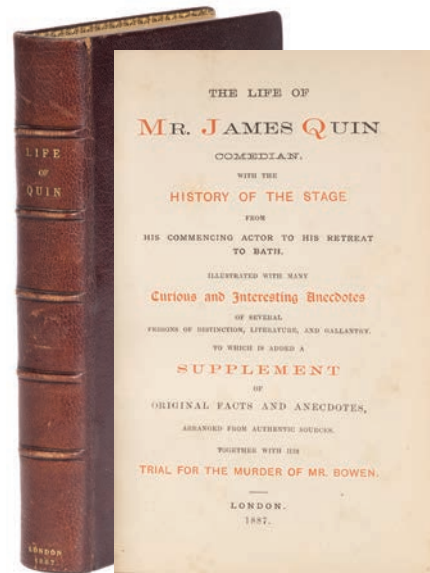 LIFE
OF
QUIN
LONDON
1887.
THE LIFE OF
MR. JAMES QUIN
COMEDIAN.
WITH THE
HISTORY OF THE STAGE
FROM
HIS COMMENCING ACTOR TO HIS RETREAT
TO BATH.
ILLUSTRATED WITH MANY
Curious and Interesting Anecdotes
OF SEVERAL
PERSONS OF DISTINCTION, LITERATURE, AND GALLANTRY.
TO WHICH IS ADDED A
SUPPLEMENT
OF
ORIGINAL FACTS AND ANECDOTES,
ARRANGED FROM AUTHENTIC SOURCES.
TOGETHER WITH HIS
TRIAL FOR THE MURDER OF MR. BOWEN.
LONDON.
1887.